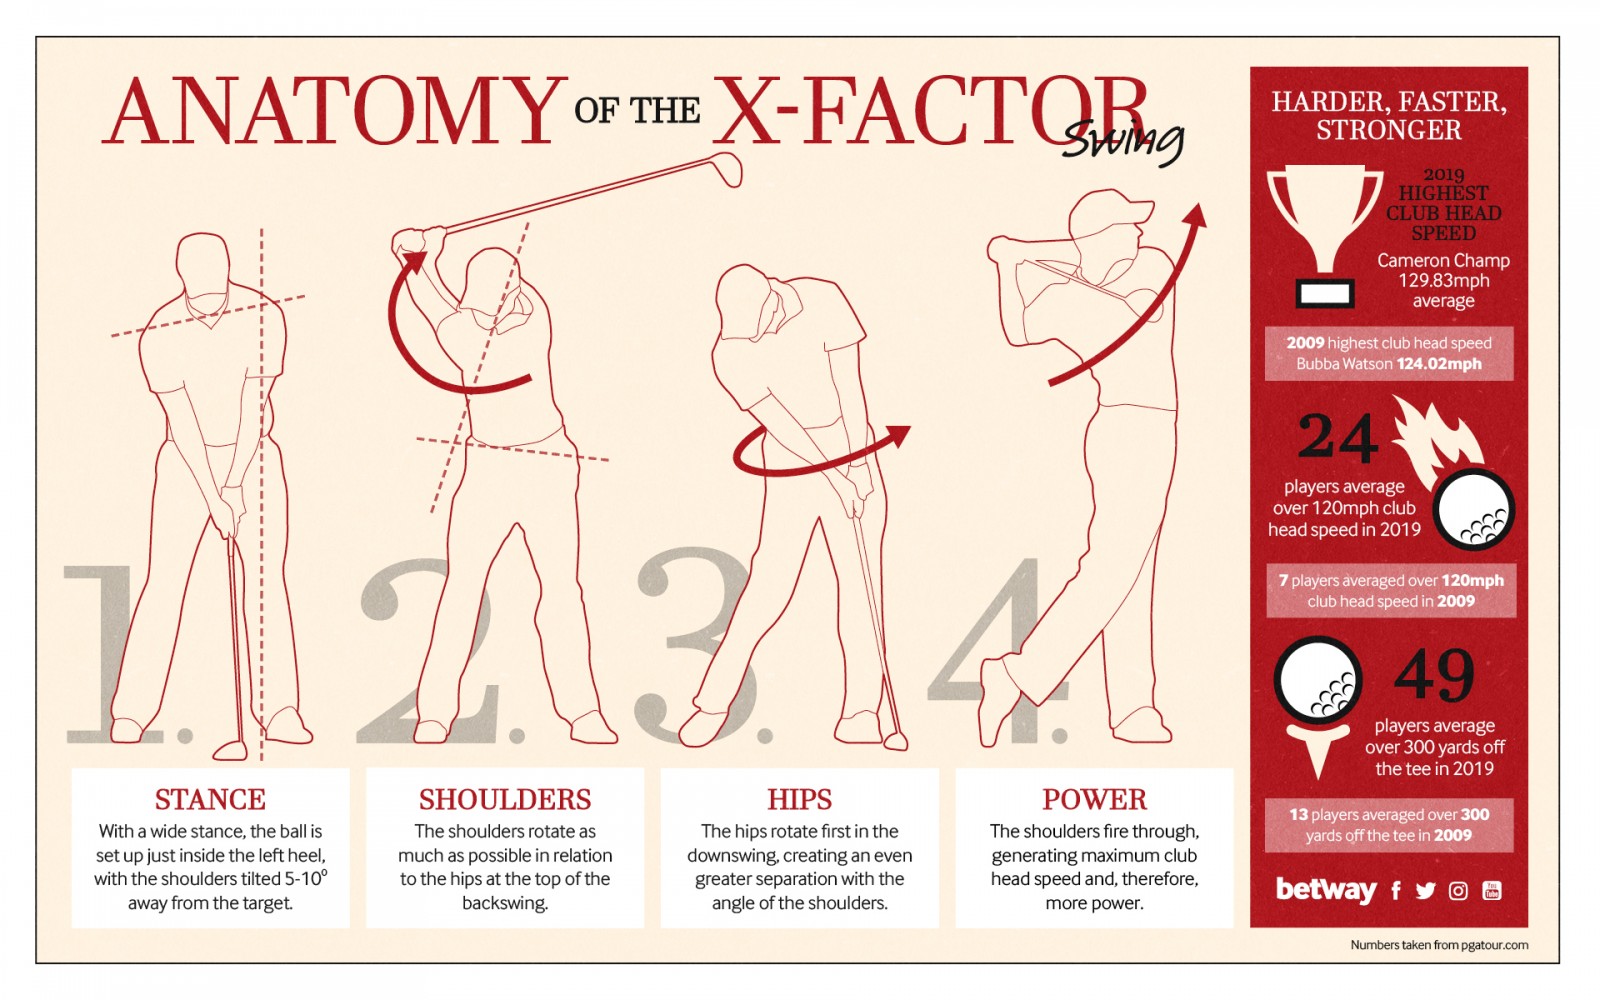 ANATOMY OF THE X-FACTOR
Swing
1.
STANCE
With a wide stance, the ball is
set up just inside the left heel,
with the shoulders tilted 5-10°
away from the target.
2.
SHOULDERS
The shoulders rotate as
much as possible in relation
to the hips at the top of the
backswing.
3.
HIPS
The hips rotate first in the
downswing, creating an even
greater separation with the
angle of the shoulders.
4.
POWER
The shoulders fire through,
generating maximum club
head speed and, therefore,
more power.
HARDER, FASTER,
STRONGER
2019
HIGHEST
CLUB HEAD
SPEED
Cameron Champ
129.83mph
average
2009 highest club head speed
Bubba Watson 124.02mph
24
players average
over 120mph club
head speed in 2019
7 players averaged over 120mph
club head speed in 2009
49
players average
over 300 yards off
the tee in 2019
13 players averaged over 300
yards off the tee in 2009
betway
You
Tube
Numbers taken from pgatour.com